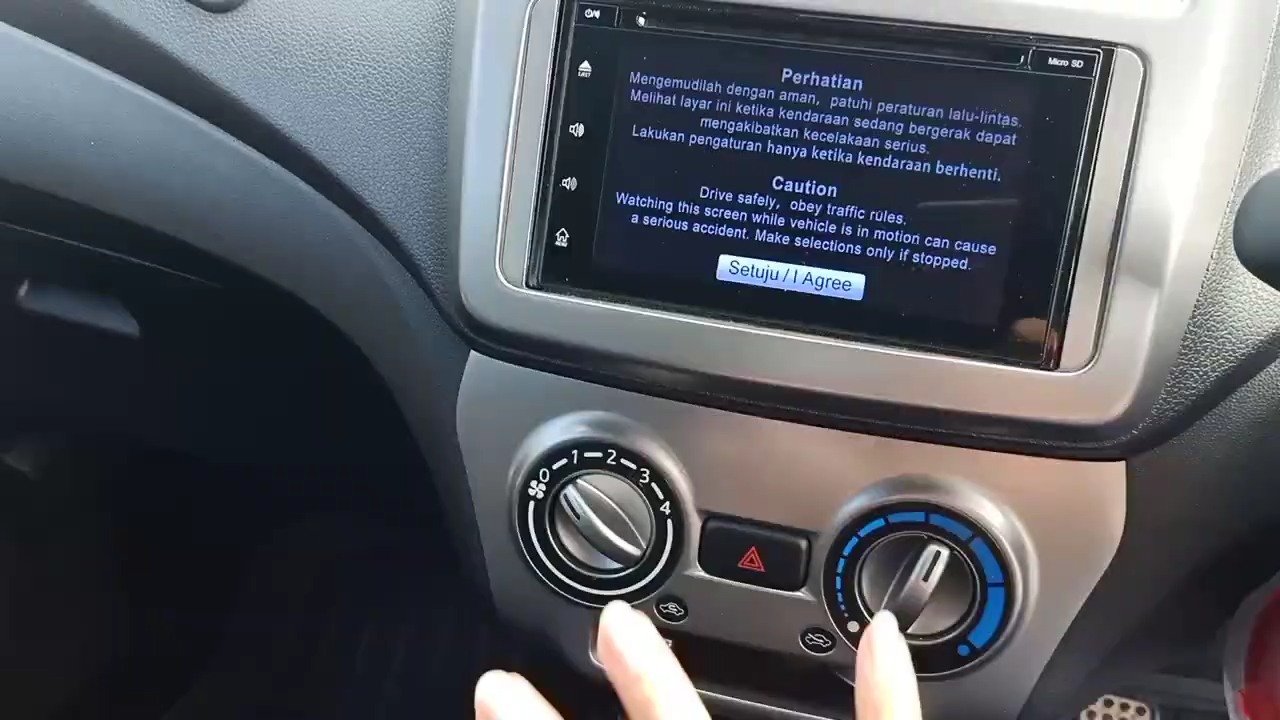 Micro SD
EJECT
Perhatian
Mengemudilah dengan aman, patuhi peraturan lalu-lintas.
Melihat layar ini ketika kendaraan sedang bergerak dapat
mengakibatkan kecelakaan serius.
Lakukan pengaturan hanya ketika kendaraan berhenti.
Caution
Drive safely, obey traffic rules.
Watching this screen while vehicle is in motion can cause
a serious accident. Make selections only if stopped.
Setuju / I Agree
0 1 2 3 4